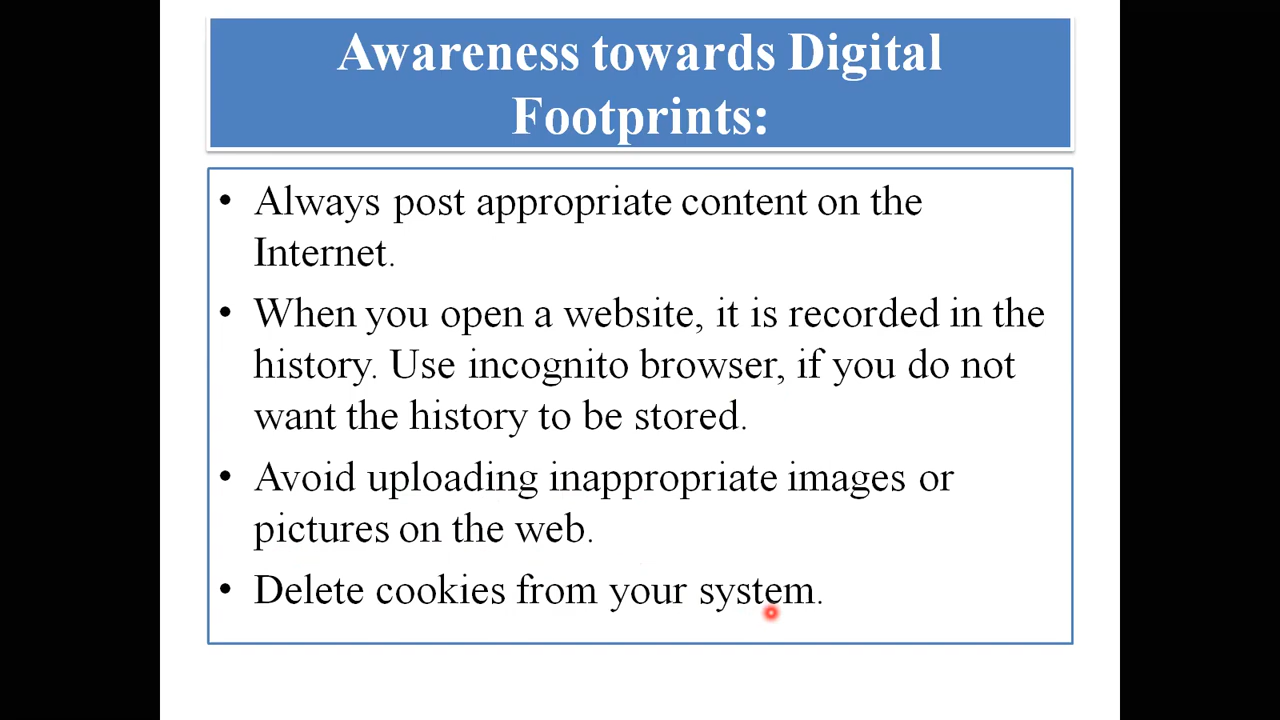 Awareness towards Digital
Footprints:
• Always post appropriate content on the
Internet.
• When you open a website, it is recorded in the
history. Use incognito browser, if you do not
want the history to be stored.
• Avoid uploading inappropriate images or
pictures on the web.
• Delete cookies from your system.